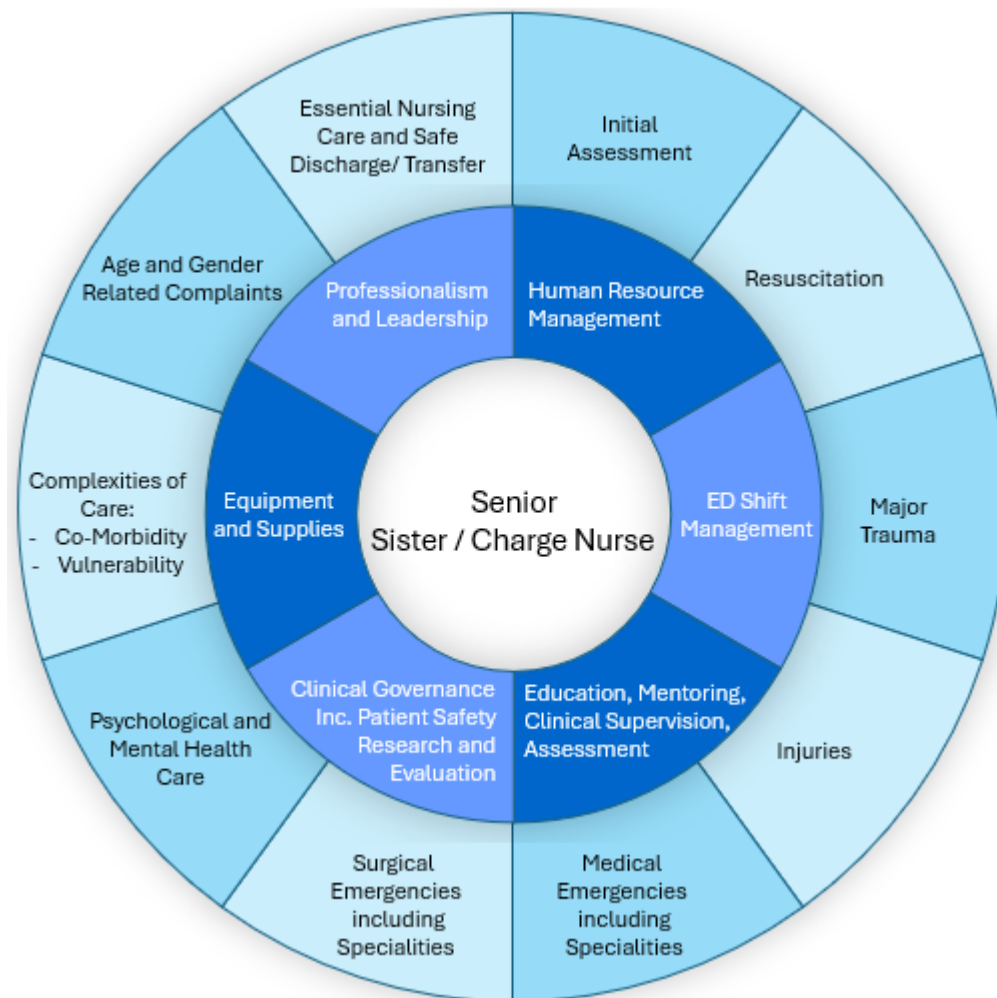 Essential Nursing
Care and Safe
Discharge/ Transfer
Initial
Assessment
Resuscitation
Major
Trauma
Injuries
Medical
Emergencies
including
Specialities
Surgical
Emergencies
including
Specialities
Psychological and
Mental Health
Care
Complexities of
Care:
- Co-Morbidity
- Vulnerability
Age and Gender
Related Complaints
Professionalism
and Leadership
Human Resource
Management
ED Shift
Management
Education, Mentoring,
Clinical Supervision,
Assessment
Clinical Governance
Inc. Patient Safety
Research and
Evaluation
Equipment
and Supplies
Senior
Sister / Charge Nurse